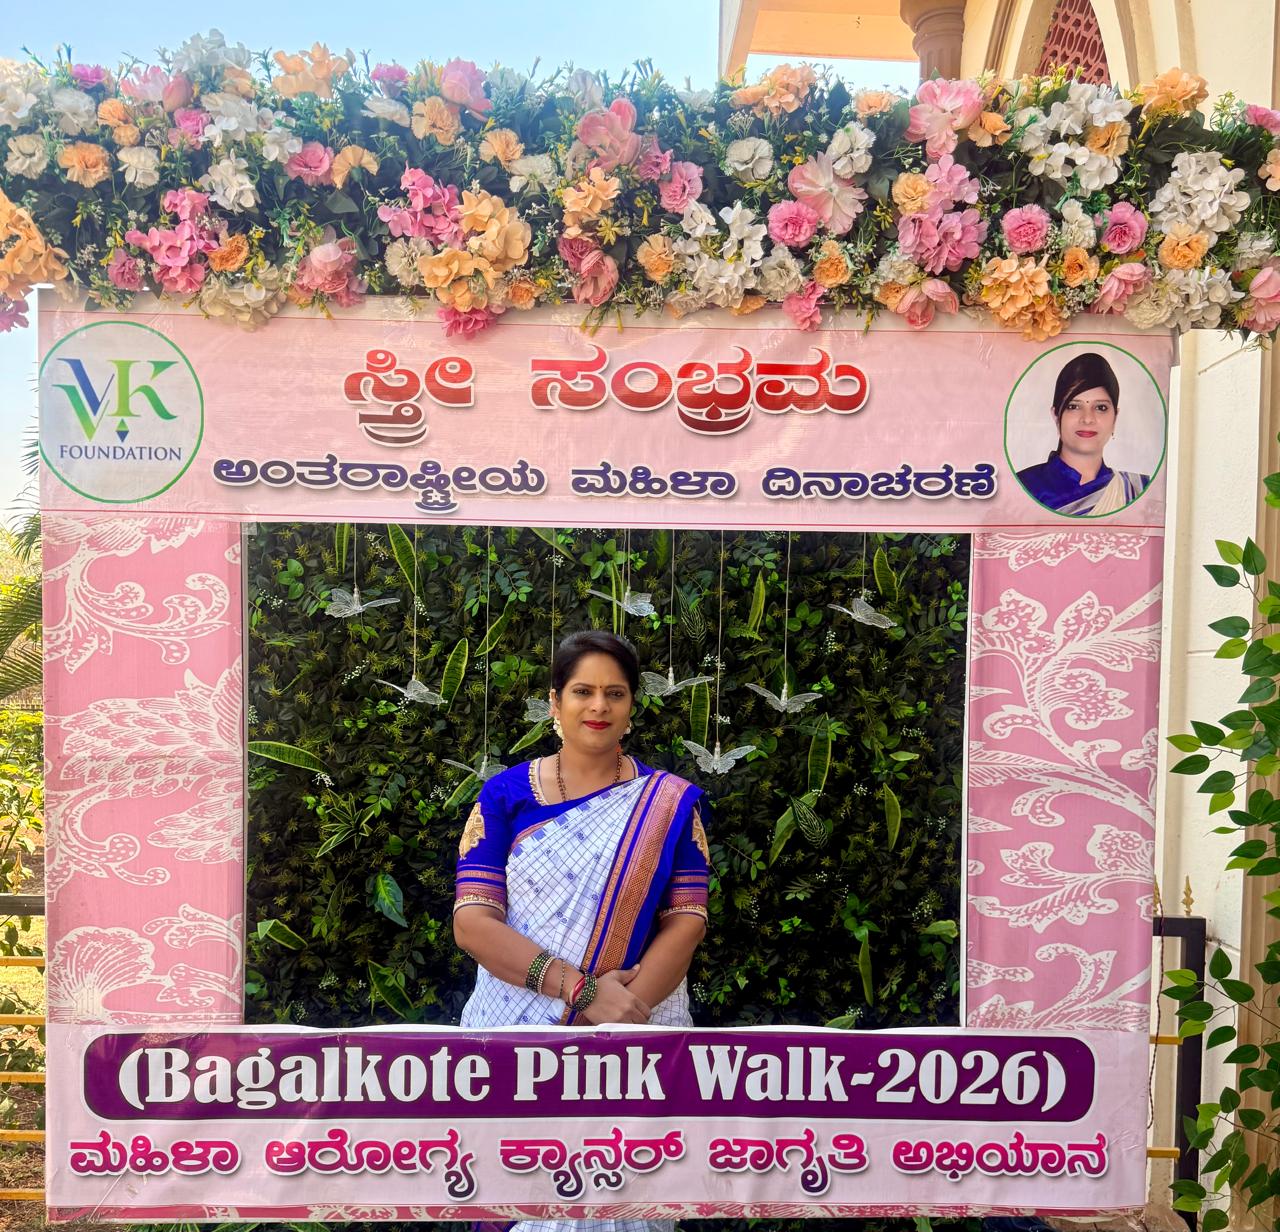 VK
FOUNDATION
ಸ್ತ್ರೀ ಸಂಭ್ರಮ
ಅಂತರಾಷ್ಟ್ರೀಯ ಮಹಿಳಾ ದಿನಾಚರಣೆ
(Bagalkote Pink Walk-2026)
ಮಹಿಳಾ ಆರೋಗ್ಯ ಕ್ಯಾನ್ಸರ್ ಜಾಗೃತಿ ಅಭಿಯಾನ